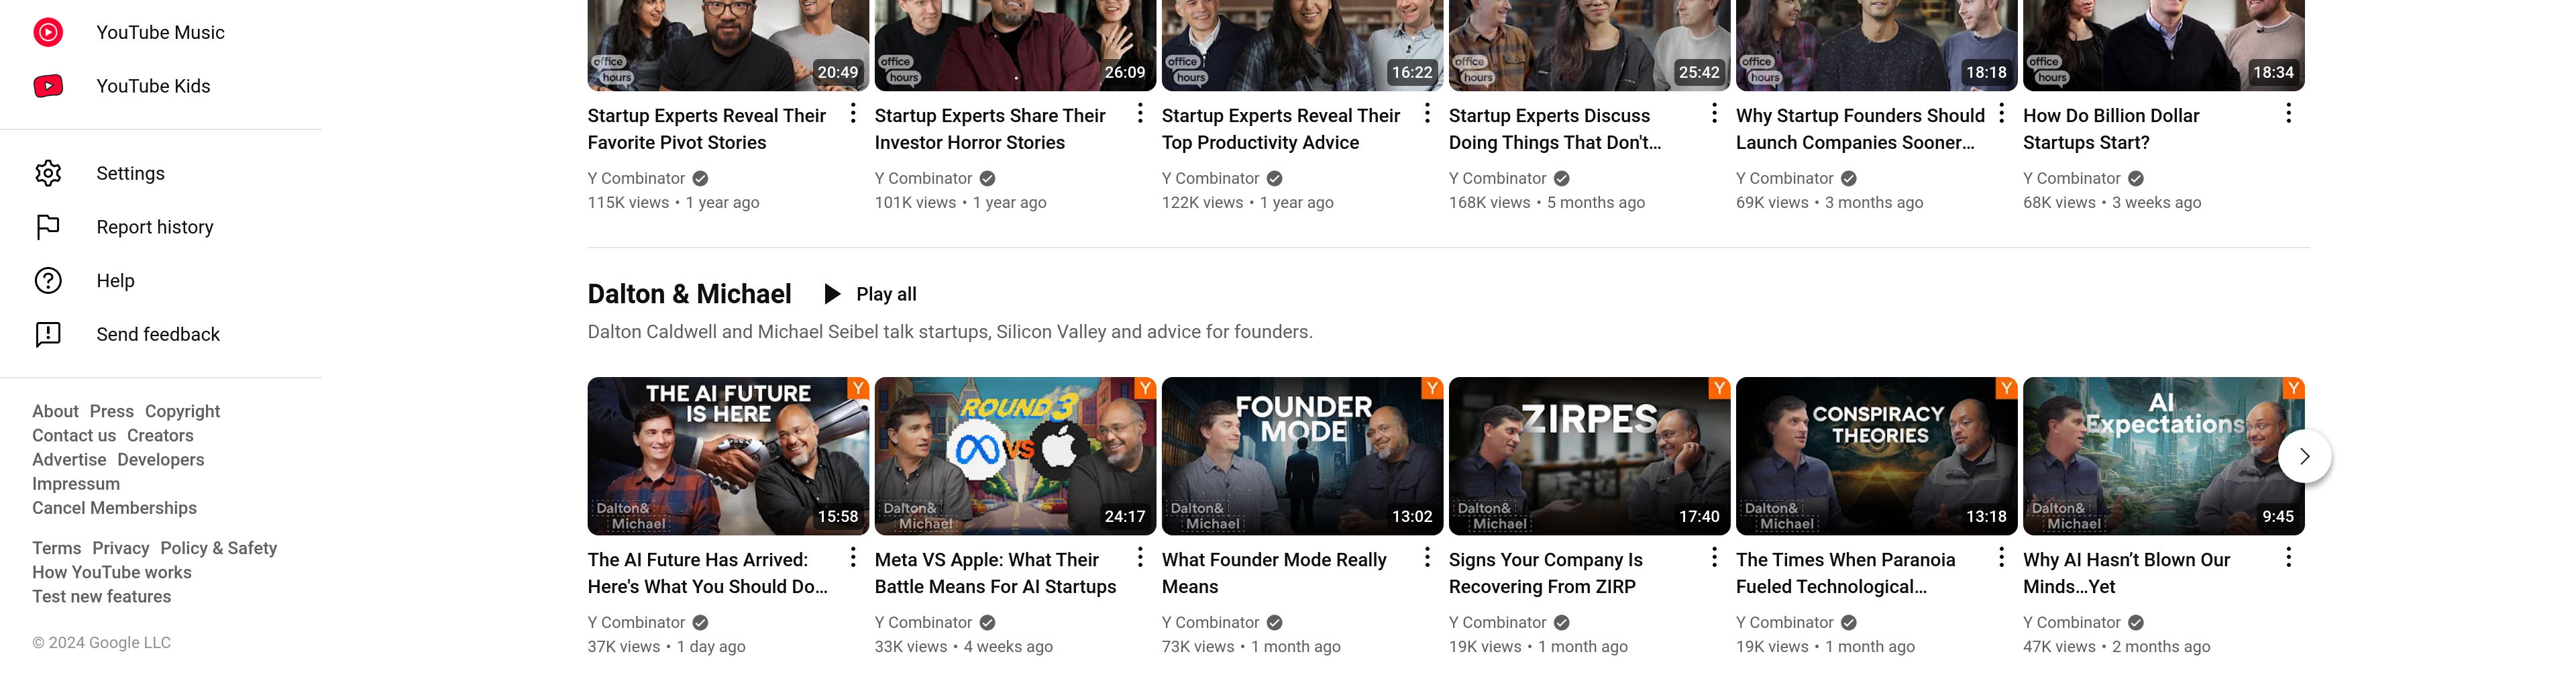 YouTube Music
YouTube Kids
Settings
Report history
Help
Send feedback
About Press Copyright
Contact us Creators
Advertise Developers
Impressum
Cancel Memberships
Terms Privacy Policy & Safety
How YouTube works
Test new features
© 2024 Google LLC
office
hours
20:49
Startup Experts Reveal Their
Favorite Pivot Stories
Y Combinator
115K views • 1 year ago
office
hours
26:09
Startup Experts Share Their
Investor Horror Stories
Y Combinator
101K views • 1 year ago
office
hours
16:22
Startup Experts Reveal Their
Top Productivity Advice
Y Combinator
122K views • 1 year ago
office
hours
25:42
Startup Experts Discuss
Doing Things That Don't...
Y Combinator
168K views • 5 months ago
office
hours
18:18
Why Startup Founders Should
Launch Companies Sooner...
Y Combinator
69K views • 3 months ago
office
hours
18:34
How Do Billion Dollar
Startups Start?
Y Combinator
68K views • 3 weeks ago
Dalton & Michael Play all
Dalton Caldwell and Michael Seibel talk startups, Silicon Valley and advice for founders.
THE AI FUTURE
IS HERE
Y
Dalton&
Michael
15:58
The AI Future Has Arrived:
Here's What You Should Do...
Y Combinator
37K views • 1 day ago
ROUND 3
VS
Y
Dalton&
Michael
24:17
Meta VS Apple: What Their
Battle Means For AI Startups
Y Combinator
33K views • 4 weeks ago
FOUNDER
MODE
Y
Dalton&
Michael
13:02
What Founder Mode Really
Means
Y Combinator
73K views • 1 month ago
ZIRPES
Y
Dalton&
Michael
17:40
Signs Your Company Is
Recovering From ZIRP
Y Combinator
19K views • 1 month ago
CONSPIRACY
THEORIES
Y
Dalton&
Michael
13:18
The Times When Paranoia
Fueled Technological...
Y Combinator
19K views • 1 month ago
AI
Expectations
Y
Dalton&
Michael
9:45
Why AI Hasn’t Blown Our
Minds…Yet
Y Combinator
47K views • 2 months ago